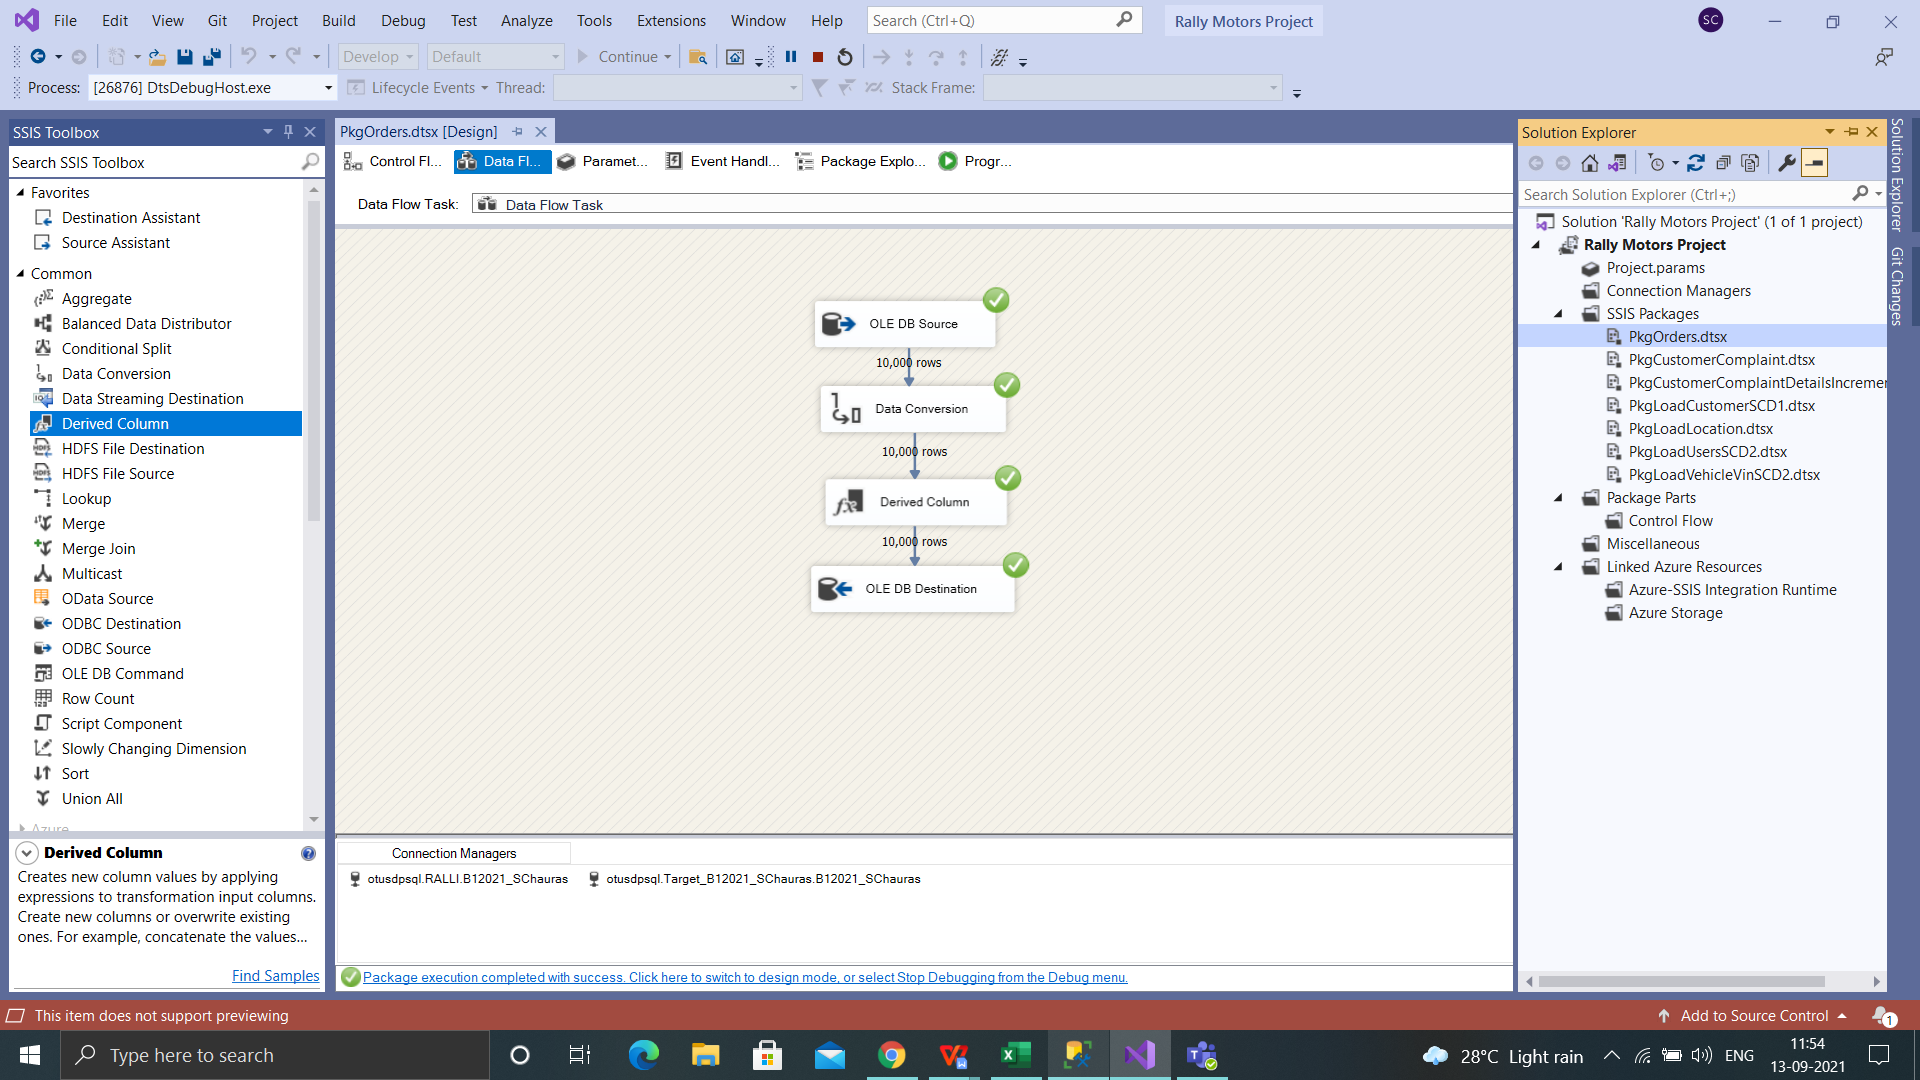 File Edit View Git Project Build Debug Test Analyze Tools Extensions Window Help Search (Ctrl+Q) Rally Motors Project SC
Develop Default Continue
Process: [26876] DtsDebugHost.exe Lifecycle Events Thread: Stack Frame:
SSIS Toolbox
Search SSIS Toolbox
Favorites
Destination Assistant
Source Assistant
Common
Aggregate
Balanced Data Distributor
Conditional Split
Data Conversion
Data Streaming Destination
Derived Column
HDFS File Destination
HDFS File Source
Lookup
Merge
Merge Join
Multicast
OData Source
ODBC Destination
ODBC Source
OLE DB Command
Row Count
Script Component
Slowly Changing Dimension
Sort
Union All
Azure
Derived Column
Creates new column values by applying
expressions to transformation input columns.
Create new columns or overwrite existing
ones. For example, concatenate the values...
Find Samples
PkgOrders.dtsx [Design]
Control Fl... Data Fl... Paramet... Event Handl... Package Explo... Progr...
Data Flow Task: Data Flow Task
OLE DB Source
10,000 rows
Data Conversion
10,000 rows
Derived Column
10,000 rows
OLE DB Destination
Connection Managers
otusdpsql.RALLI.B12021_SChauras otusdpsql.Target_B12021_SChauras.B12021_SChauras
Package execution completed with success. Click here to switch to design mode, or select Stop Debugging from the Debug menu.
Solution Explorer
Search Solution Explorer (Ctrl+;)
Solution 'Rally Motors Project' (1 of 1 project)
Rally Motors Project
Project.params
Connection Managers
SSIS Packages
PkgOrders.dtsx
PkgCustomerComplaint.dtsx
PkgCustomerComplaintDetailsIncremer
PkgLoadCustomerSCD1.dtsx
PkgLoadLocation.dtsx
PkgLoadUsersSCD2.dtsx
PkgLoadVehicleVinSCD2.dtsx
Package Parts
Control Flow
Miscellaneous
Linked Azure Resources
Azure-SSIS Integration Runtime
Azure Storage
Solution Explorer
Git Changes
This item does not support previewing
Add to Source Control 1
Type here to search
28°C Light rain
ENG
11:54
13-09-2021